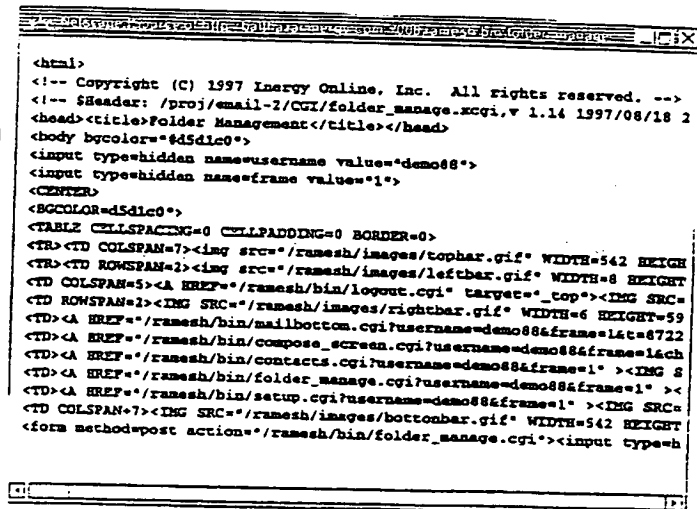 <html>
<!-- Copyright (C) 1997 Inergy Online, Inc. All rights reserved. -->
<!-- $Header: /proj/email-2/CGI/folder_manage.xcgi,v 1.14 1997/08/18 2
<head><title>Folder Management</title></head>
<body bgcolor="#d5d1c0">
<input type=hidden name=username value="demo88">
<input type=hidden name=frame value="1">
<CENTER>
<BGCOLOR=d5d1c0">
<TABLE CELLSPACING=0 CELLPADDING=0 BORDER=0>
<TR><TD COLSPAN=7><img src="/ramesh/images/topbar.gif" WIDTH=542 HEIGH
<TR><TD ROWSPAN=2><img src="/ramesh/images/leftbar.gif" WIDTH=8 HEIGHT
<TD COLSPAN=5><A HREF="/ramesh/bin/logout.cgi" target="_top"><IMG SRC=
<TD ROWSPAN=2><IMG SRC="/ramesh/images/rightbar.gif" WIDTH=6 HEIGHT=59
<TD><A HREF="/ramesh/bin/mailbottom.cgi?username=demo88&frame=1&t=8722
<TD><A HREF="/ramesh/bin/compose_screen.cgi?username=demo88&frame=1&ch
<TD><A HREF="/ramesh/bin/contacts.cgi?username=demo88&frame=1" ><IMG S
<TD><A HREF="/ramesh/bin/folder_manage.cgi?username=demo88&frame=1" ><
<TD><A HREF="/ramesh/bin/setup.cgi?username=demo88&frame=1" ><IMG SRC=
<TD COLSPAN=7><IMG SRC="/ramesh/images/bottonbar.gif" WIDTH=542 HEIGHT
<form method=post action="/ramesh/bin/folder_manage.cgi"><input type=h